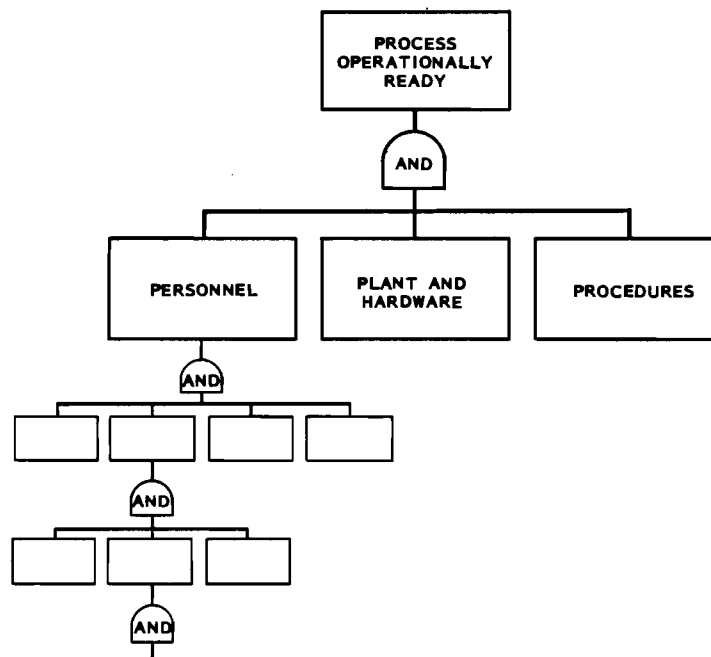 PROCESS
OPERATIONALLY
READY
AND
PERSONNEL
PLANT AND
HARDWARE
PROCEDURES
AND
AND
AND